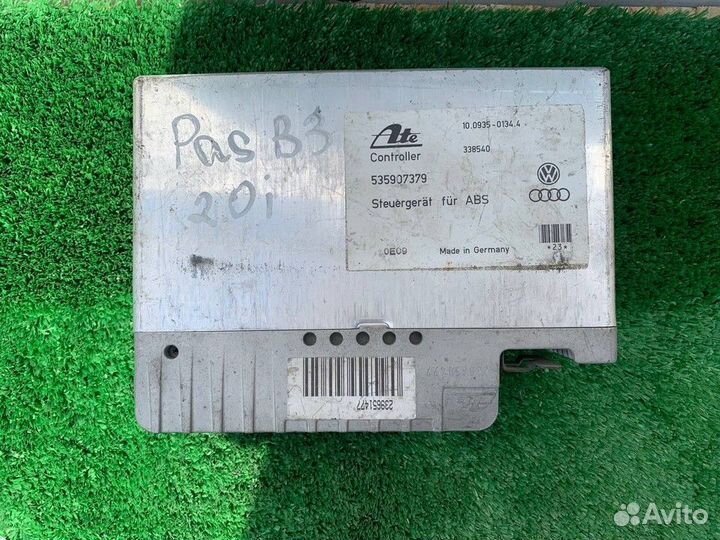 Pas B3
2.0i
Ate
10.0935-0134.4
Controller
338540
535907379
Steuergerät für ABS
0E09
Made in Germany
*23*
239651477
Avito